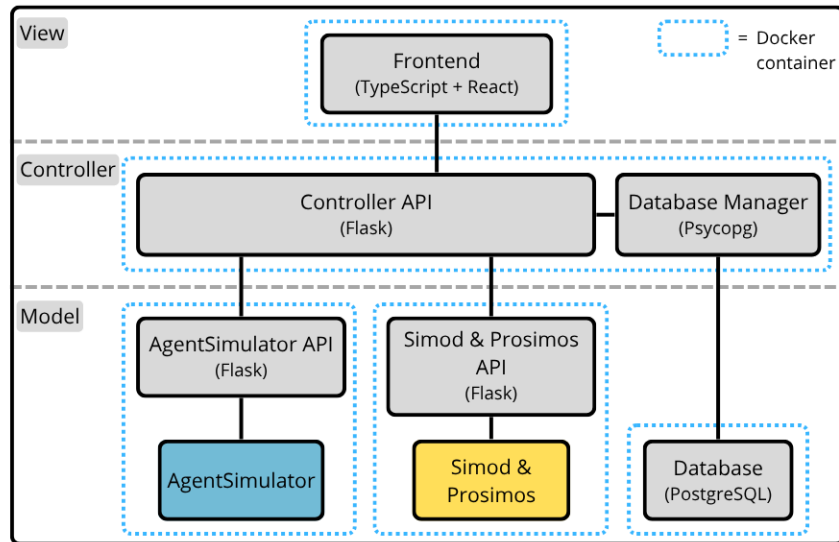 View
Frontend
(TypeScript + React)
= Docker
container
Controller
Controller API
(Flask)
Database Manager
(Psycopg)
Model
AgentSimulator API
(Flask)
Simod & Prosimos
API
(Flask)
AgentSimulator
Simod &
Prosimos
Database
(PostgreSQL)